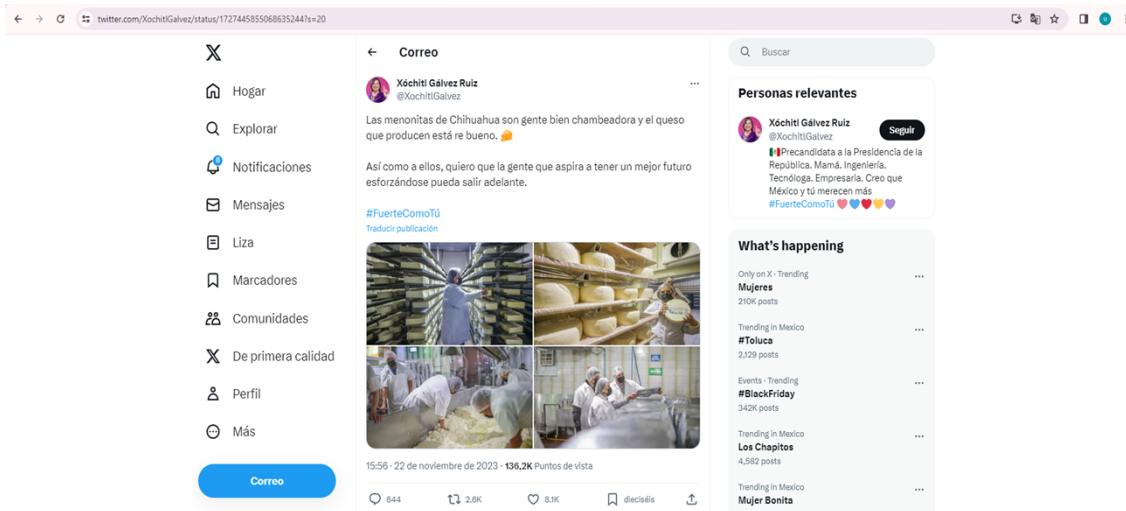 twitter.com/XochitlGalvez/status/1727445855068635244?s=20
Hogar
Explorar
Notificaciones
Mensajes
Liza
Marcadores
Comunidades
De primera calidad
Perfil
Más
Correo
Correo
Xóchitl Gálvez Ruiz
@XochitlGalvez
Las menonitas de Chihuahua son gente bien chambeadora y el queso
que producen está re bueno. 🧀
Así como a ellos, quiero que la gente que aspira a tener un mejor futuro
esforzándose pueda salir adelante.
#FuerteComoTú
Traducir publicación
15:56 · 22 de noviembre de 2023 · 136,2K Puntos de vista
644
2.6K
8.1K
dieciséis
Buscar
Personas relevantes
Xóchitl Gálvez Ruiz
@XochitlGalvez
Seguir
🇲🇽Precandidata a la Presidencia de la
República. Mamá. Ingeniería.
Tecnóloga. Empresaria. Creo que
México y tú merecen más
#FuerteComoTú
What's happening
Only on X · Trending
Mujeres
210K posts
Trending in Mexico
#Toluca
2,129 posts
Events · Trending
#BlackFriday
342K posts
Trending in Mexico
Los Chapitos
4,582 posts
Trending in Mexico
Mujer Bonita